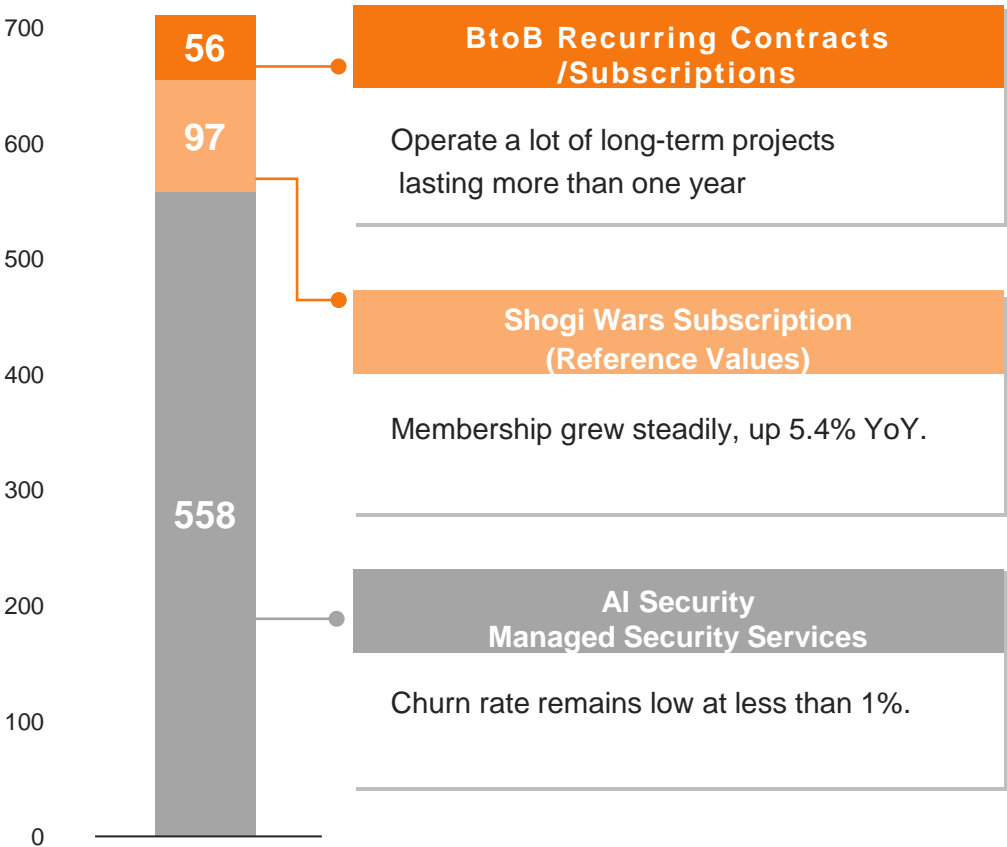 700
600
500
400
300
200
100
0
56
97
558
BtoB Recurring Contracts
/Subscriptions
Operate a lot of long-term projects
lasting more than one year
Shogi Wars Subscription
(Reference Values)
Membership grew steadily, up 5.4% YoY.
AI Security
Managed Security Services
Churn rate remains low at less than 1%.